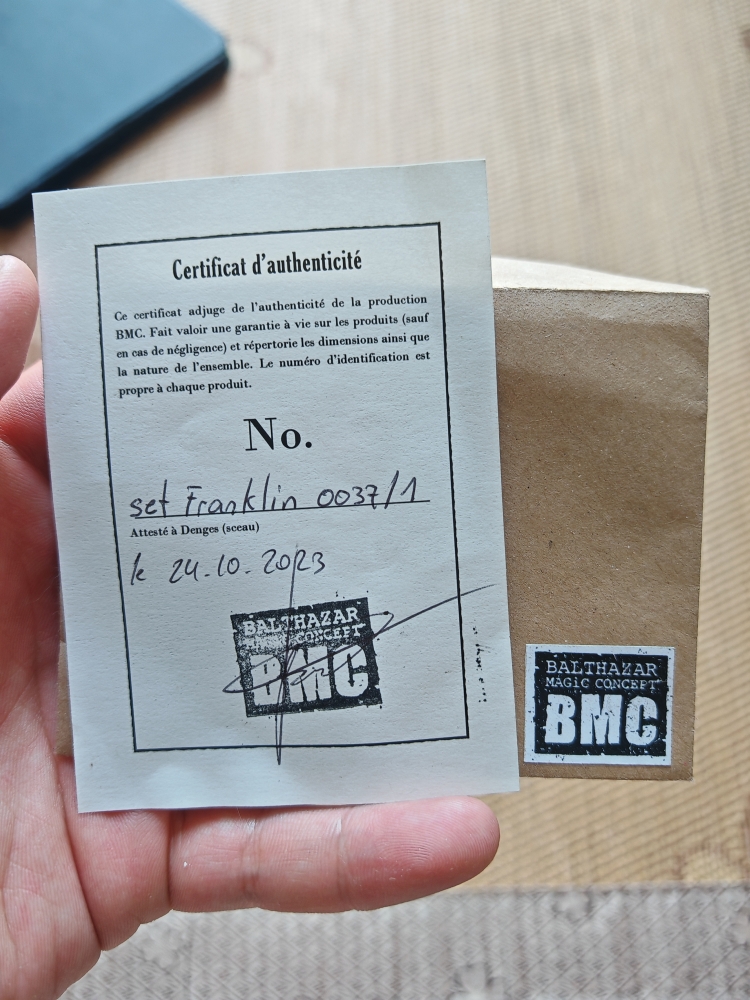 Certificat d'authenticité
Ce certificat adjuge de l'authenticité de la production
BMC. Fait valoir une garantie à vie sur les produits (sauf
en cas de négligence) et répertorie les dimensions ainsi que
la nature de l'ensemble. Le numéro d'identification est
propre à chaque produit.
No.
set Franklin 0037/1
Attesté à Denges (sceau)
le 24.10.2023
BALTHAZAR
MAGIC CONCEPT
BMC
BALTHAZAR
MAGIC CONCEPT
BMC